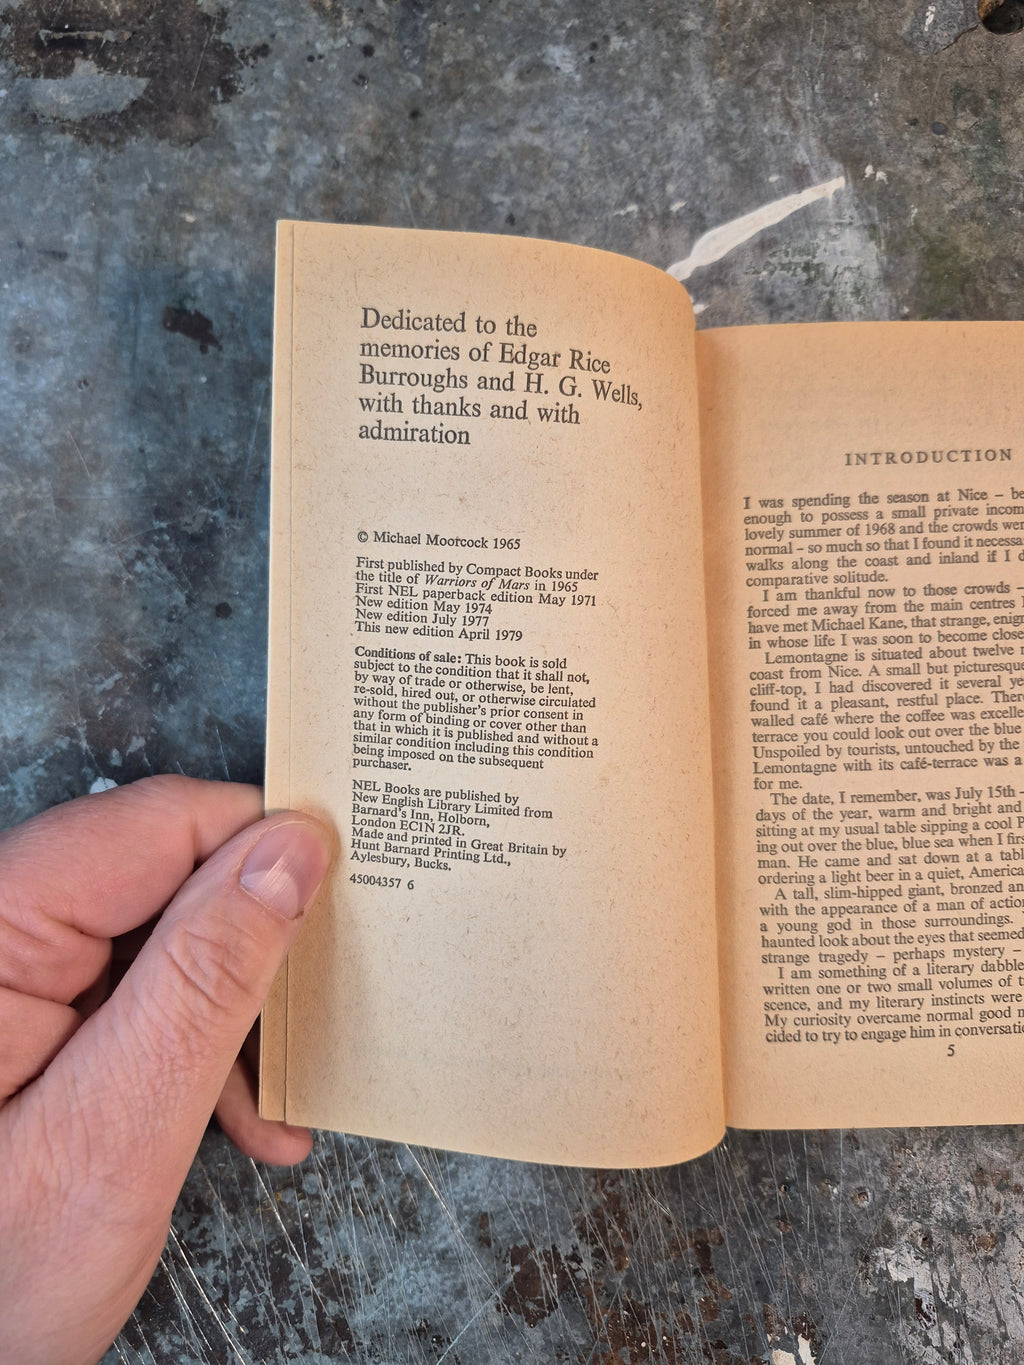 Dedicated to the
memories of Edgar Rice
Burroughs and H. G. Wells,
with thanks and with
admiration
© Michael Moorcock 1965
First published by Compact Books under
the title of Warriors of Mars in 1965
First NEL paperback edition May 1971
New edition May 1974
New edition July 1977
This new edition April 1979
Conditions of sale: This book is sold
subject to the condition that it shall not,
by way of trade or otherwise, be lent,
re-sold, hired out, or otherwise circulated
without the publisher's prior consent in
any form of binding or cover other than
that in which it is published and without a
similar condition including this condition
being imposed on the subsequent
purchaser.
NEL Books are published by
New English Library Limited from
Barnard's Inn, Holborn,
London EC1N 2JR.
Made and printed in Great Britain by
Hunt Barnard Printing Ltd.,
Aylesbury, Bucks.
45004357 6
INTRODUCTION
I was spending the season at Nice – be
enough to possess a small private incom
lovely summer of 1968 and the crowds wer
normal – so much so that I found it necessa
walks along the coast and inland if I d
comparative solitude.
I am thankful now to those crowds –
forced me away from the main centres I
have met Michael Kane, that strange, enig
in whose life I was soon to become close
Lemontagne is situated about twelve m
coast from Nice. A small but picturesque
cliff-top, I had discovered it several ye
found it a pleasant, restful place. Ther
walled café where the coffee was excelle
terrace you could look out over the blue
Unspoiled by tourists, untouched by the
Lemontagne with its café-terrace was a
for me.
The date, I remember, was July 15th –
days of the year, warm and bright and
sitting at my usual table sipping a cool P
ing out over the blue, blue sea when I firs
man. He came and sat down at a tabl
ordering a light beer in a quiet, America
A tall, slim-hipped giant, bronzed an
with the appearance of a man of action
a young god in those surroundings.
haunted look about the eyes that seemed
strange tragedy – perhaps mystery –
I am something of a literary dabble
written one or two small volumes of t
scence, and my literary instincts were
My curiosity overcame normal good m
cided to try to engage him in conversatio
5